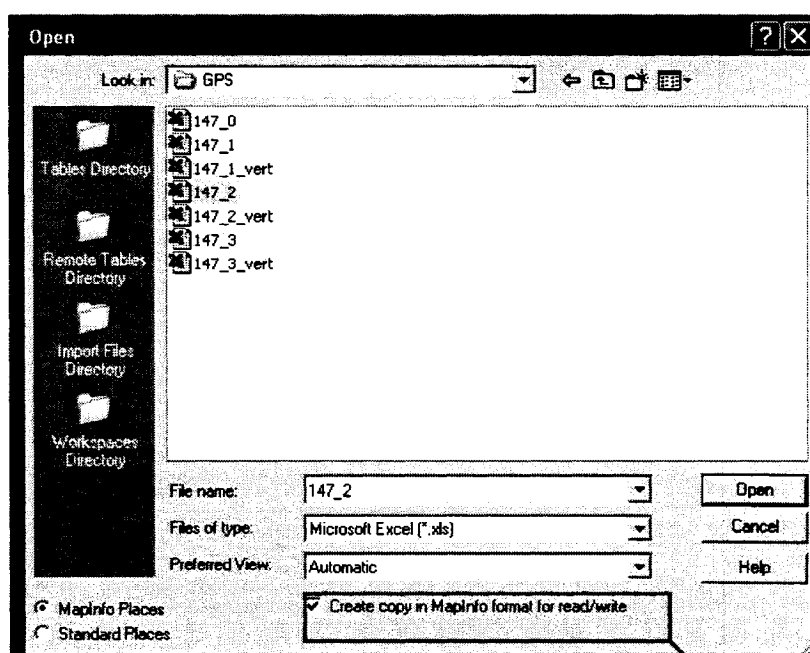 Open
Look in: GPS
147_0
147_1
147_1_vert
147_2
147_2_vert
147_3
147_3_vert
Tables Directory
Remote Tables
Directory
Import Files
Directory
Workspaces
Directory
File name: 147_2 Open
Files of type: Microsoft Excel (*.xls) Cancel
Preferred View: Automatic Help
MapInfo Places
Standard Places
Create copy in MapInfo format for read/write